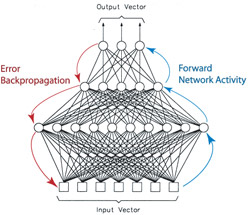 Output Vector
Error
Backpropagation
Forward
Network Activity
Input Vector